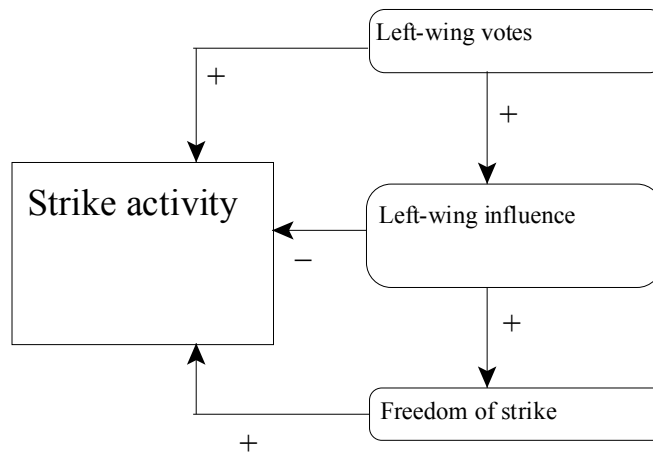 Left-wing votes
+
+
Strike activity
Left-wing influence
−
+
Freedom of strike
+